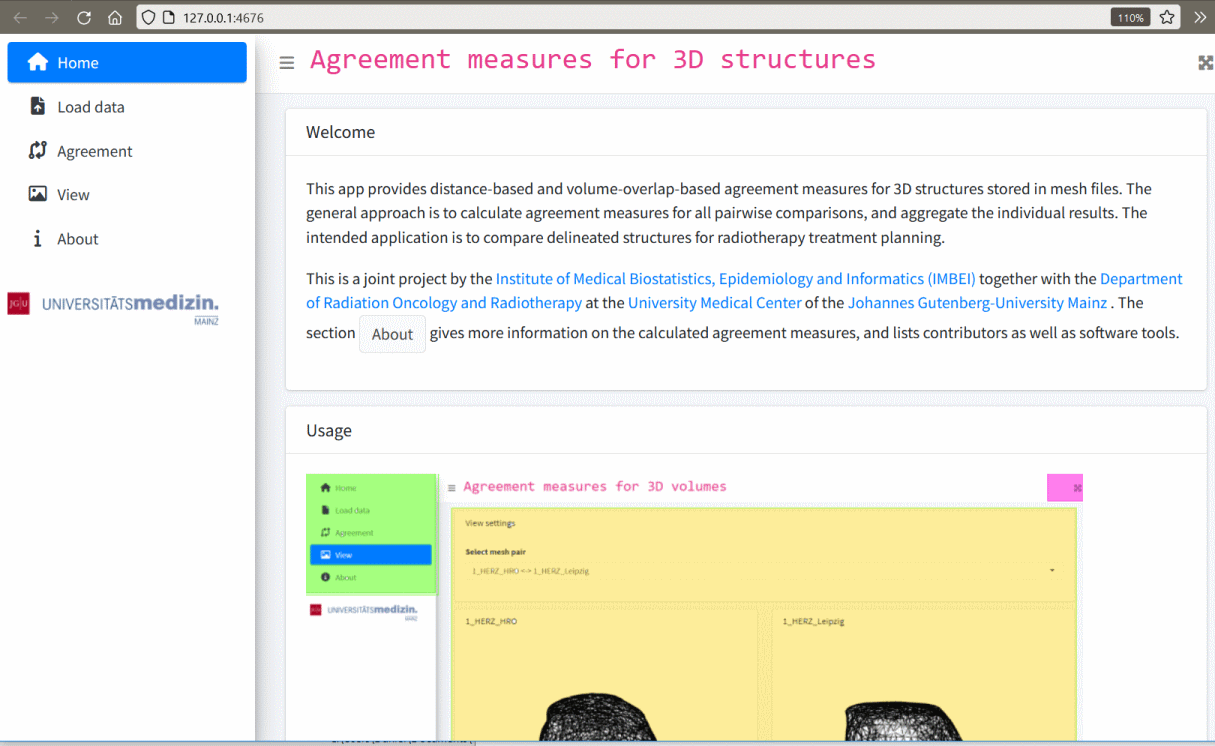 127.0.0.1:4676
110%
Home
Load data
Agreement
View
About
JG|U UNIVERSITÄTSmedizin.
MAINZ
Agreement measures for 3D structures
Welcome
This app provides distance-based and volume-overlap-based agreement measures for 3D structures stored in mesh files. The
general approach is to calculate agreement measures for all pairwise comparisons, and aggregate the individual results. The
intended application is to compare delineated structures for radiotherapy treatment planning.
This is a joint project by the Institute of Medical Biostatistics, Epidemiology and Informatics (IMBEI) together with the Department
of Radiation Oncology and Radiotherapy at the University Medical Center of the Johannes Gutenberg-University Mainz . The
section About gives more information on the calculated agreement measures, and lists contributors as well as software tools.
Usage
Home
Load data
Agreement
View
About
UNIVERSITÄTSmedizin.
MAINZ
Agreement measures for 3D volumes
View settings
Select mesh pair
1_HERZ_HRO <-> 1_HERZ_Leipzig
1_HERZ_HRO
1_HERZ_Leipzig